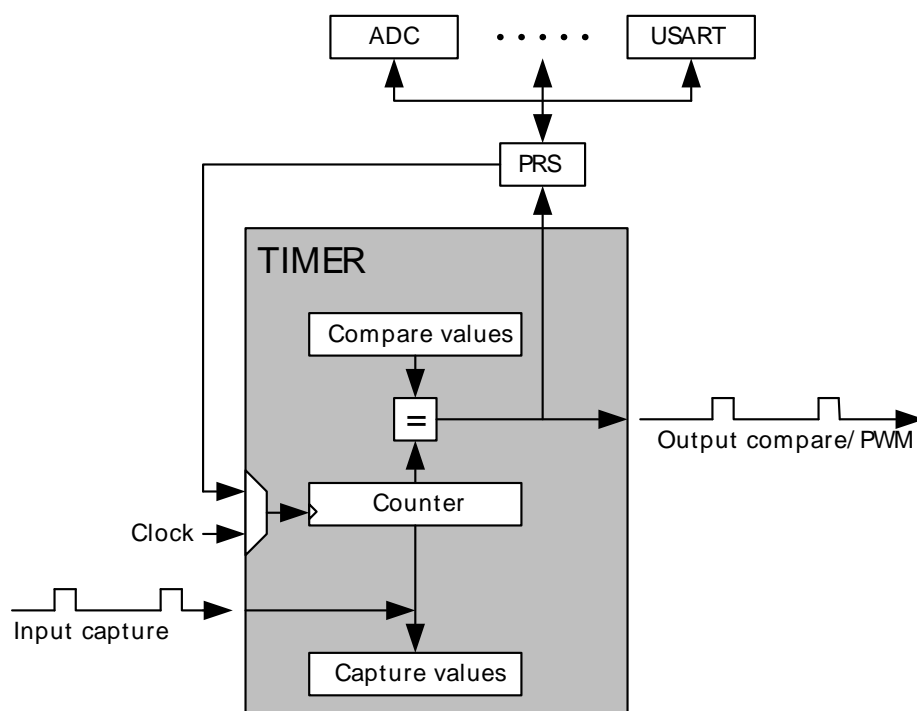 ADC
USART
PRS
TIMER
Compare values
=
Output compare/ PWM
Counter
Clock
Input capture
Capture values